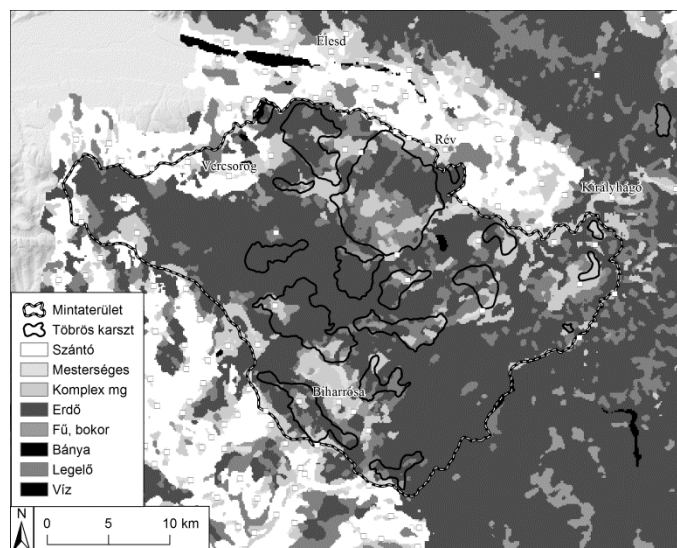 Élesd
Rév
Vércsorog
Királyhágó
Biharrósa
Mintaterület
Töbrös karszt
Szántó
Mesterséges
Komplex mg
Erdő
Fű, bokor
Bánya
Legelő
Víz
N
0 5 10 km